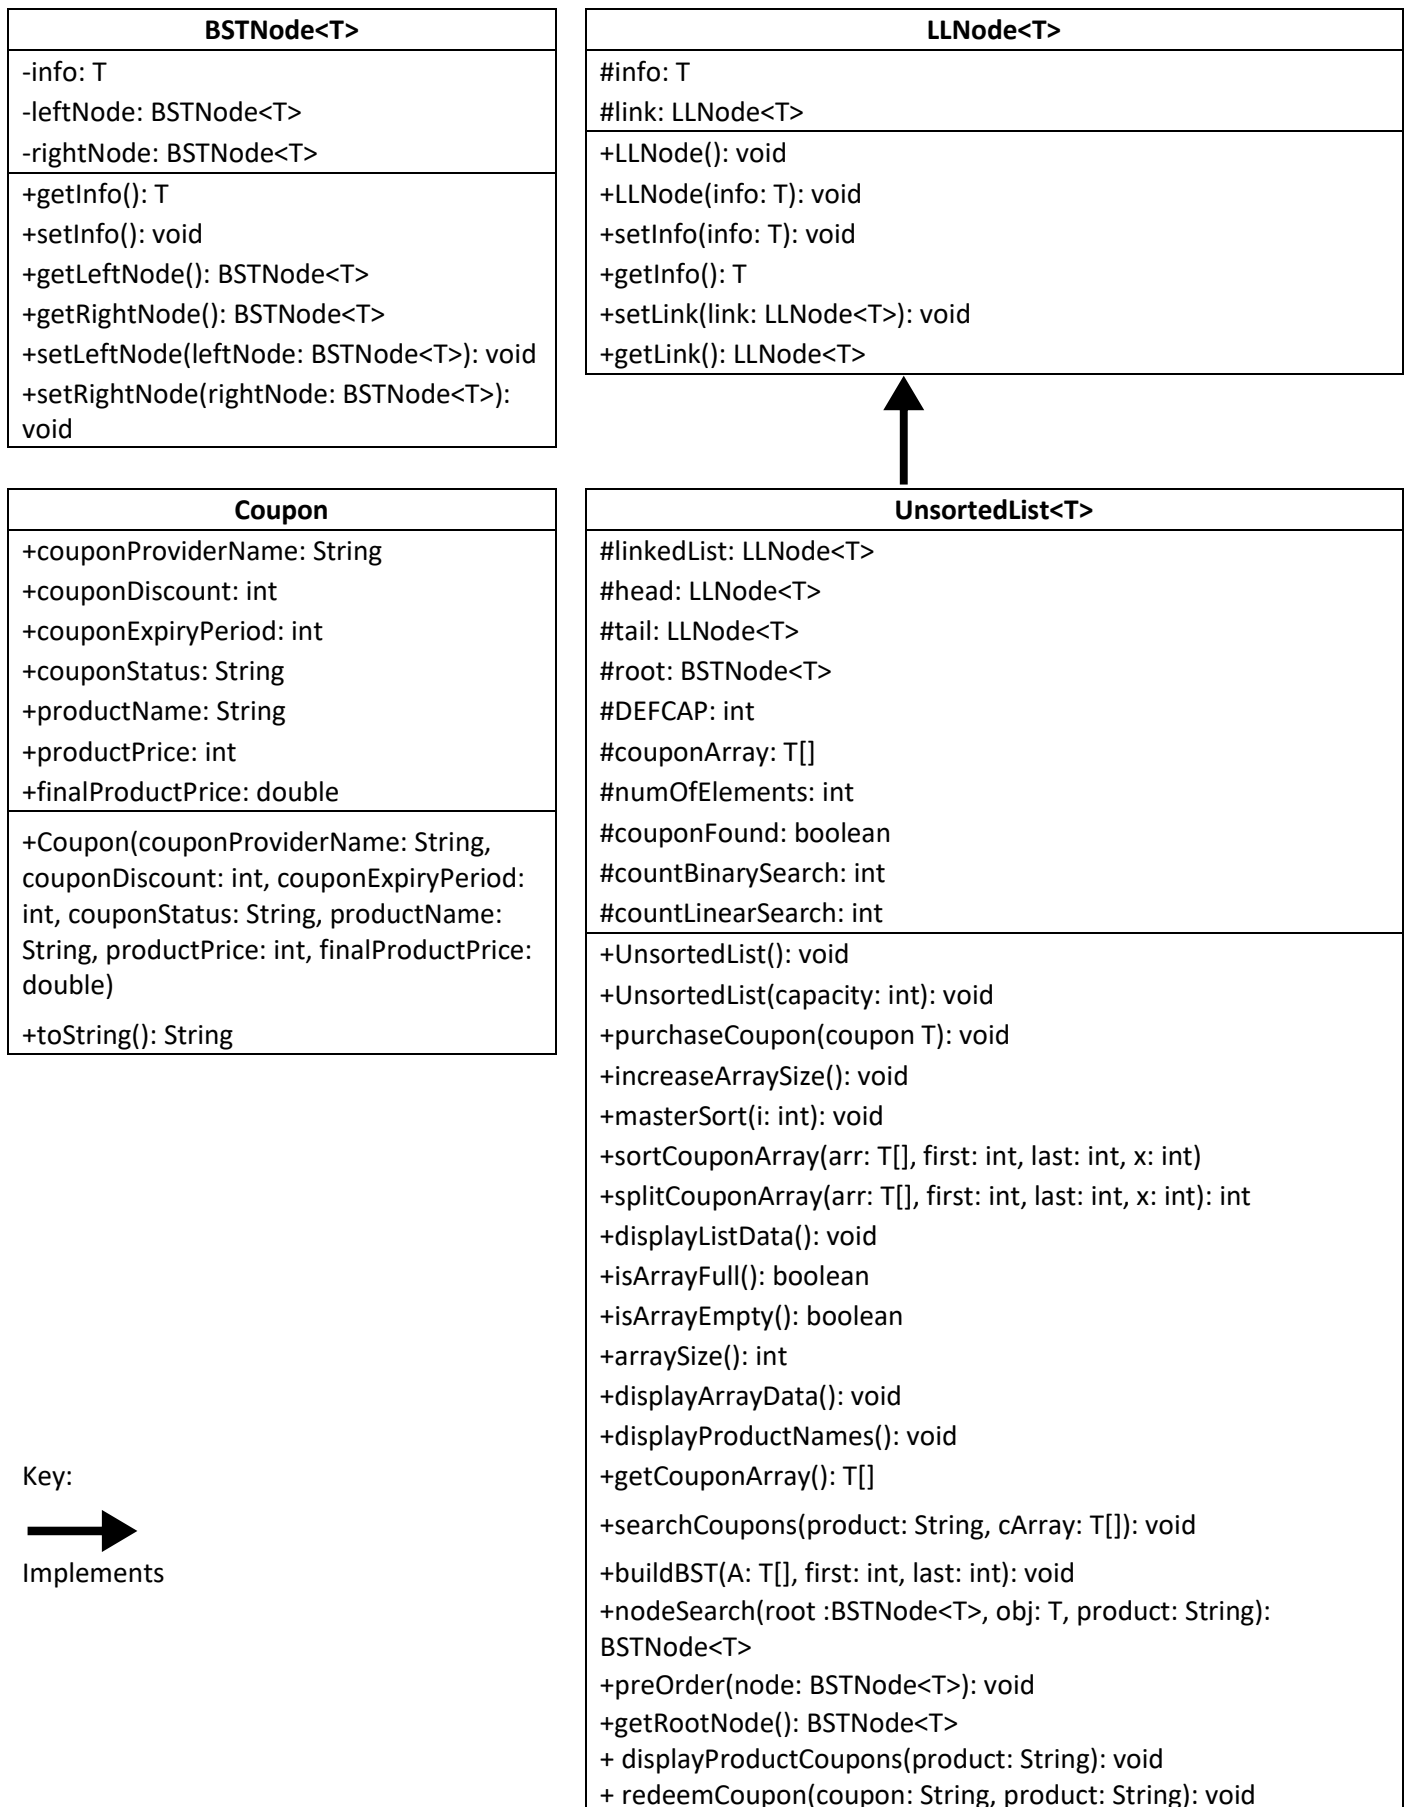 BSTNode<T>
-info: T
-leftNode: BSTNode<T>
-rightNode: BSTNode<T>
+getInfo(): T
+setInfo(): void
+getLeftNode(): BSTNode<T>
+getRightNode(): BSTNode<T>
+setLeftNode(leftNode: BSTNode<T>): void
+setRightNode(rightNode: BSTNode<T>):
void
LLNode<T>
#info: T
#link: LLNode<T>
+LLNode(): void
+LLNode(info: T): void
+setInfo(info: T): void
+getInfo(): T
+setLink(link: LLNode<T>): void
+getLink(): LLNode<T>
Coupon
+couponProviderName: String
+couponDiscount: int
+couponExpiryPeriod: int
+couponStatus: String
+productName: String
+productPrice: int
+finalProductPrice: double
+Coupon(couponProviderName: String,
couponDiscount: int, couponExpiryPeriod:
int, couponStatus: String, productName:
String, productPrice: int, finalProductPrice:
double)
+toString(): String
UnsortedList<T>
#linkedList: LLNode<T>
#head: LLNode<T>
#tail: LLNode<T>
#root: BSTNode<T>
#DEFCAP: int
#couponArray: T[]
#numOfElements: int
#couponFound: boolean
#countBinarySearch: int
#countLinearSearch: int
+UnsortedList(): void
+UnsortedList(capacity: int): void
+purchaseCoupon(coupon T): void
+increaseArraySize(): void
+masterSort(i: int): void
+sortCouponArray(arr: T[], first: int, last: int, x: int)
+splitCouponArray(arr: T[], first: int, last: int, x: int): int
+displayListData(): void
+isArrayFull(): boolean
+isArrayEmpty(): boolean
+arraySize(): int
+displayArrayData(): void
+displayProductNames(): void
+getCouponArray(): T[]
+searchCoupons(product: String, cArray: T[]): void
+buildBST(A: T[], first: int, last: int): void
+nodeSearch(root :BSTNode<T>, obj: T, product: String):
BSTNode<T>
+preOrder(node: BSTNode<T>): void
+getRootNode(): BSTNode<T>
+ displayProductCoupons(product: String): void
+ redeemCoupon(coupon: String, product: String): void
Key:
Implements